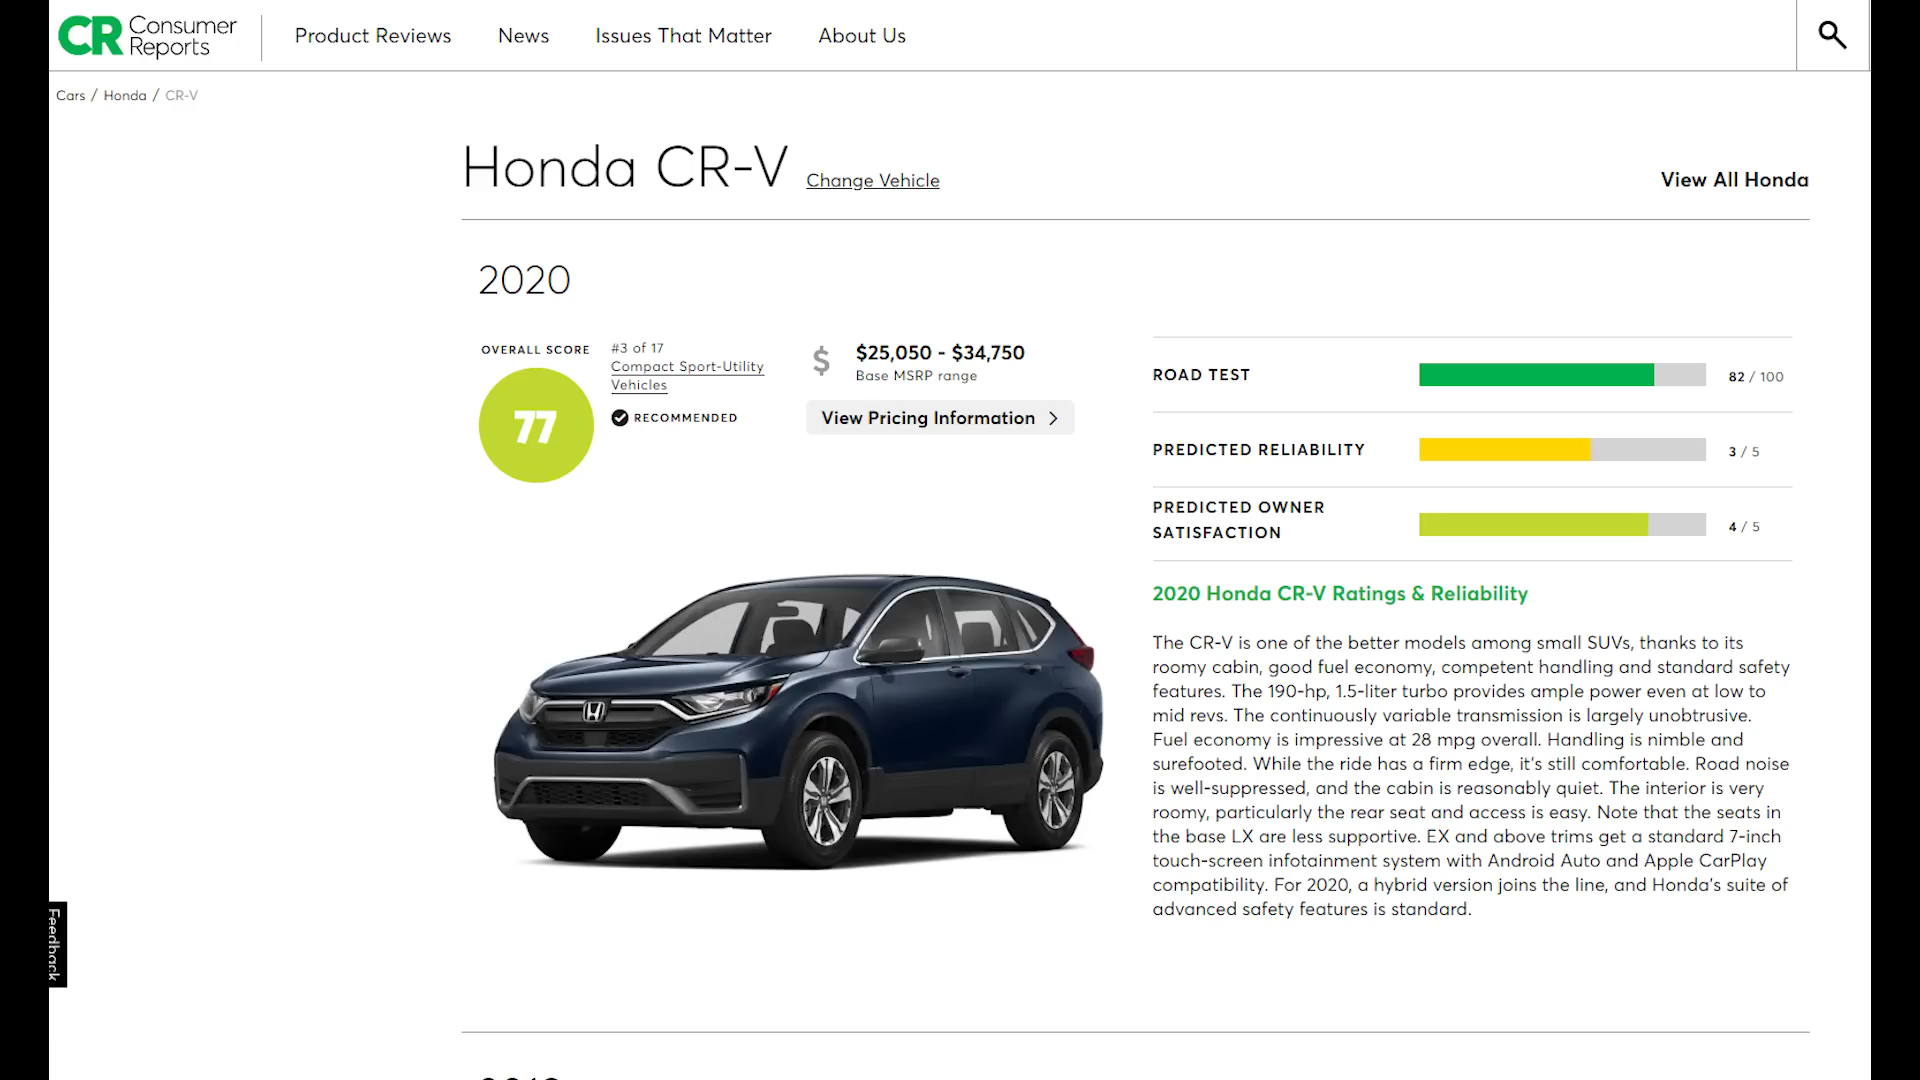 CR Consumer Reports
Product Reviews
News
Issues That Matter
About Us
Cars / Honda / CR-V
Honda CR-V
Change Vehicle
View All Honda
2020
OVERALL SCORE
77
#3 of 17
Compact Sport-Utility
Vehicles
RECOMMENDED
$
$25,050 - $34,750
Base MSRP range
View Pricing Information
ROAD TEST
82 / 100
PREDICTED RELIABILITY
3 / 5
PREDICTED OWNER
SATISFACTION
4 / 5
2020 Honda CR-V Ratings & Reliability
The CR-V is one of the better models among small SUVs, thanks to its
roomy cabin, good fuel economy, competent handling and standard safety
features. The 190-hp, 1.5-liter turbo provides ample power even at low to
mid revs. The continuously variable transmission is largely unobtrusive.
Fuel economy is impressive at 28 mpg overall. Handling is nimble and
surefooted. While the ride has a firm edge, it's still comfortable. Road noise
is well-suppressed, and the cabin is reasonably quiet. The interior is very
roomy, particularly the rear seat and access is easy. Note that the seats in
the base LX are less supportive. EX and above trims get a standard 7-inch
touch-screen infotainment system with Android Auto and Apple CarPlay
compatibility. For 2020, a hybrid version joins the line, and Honda's suite of
advanced safety features is standard.
Feedback